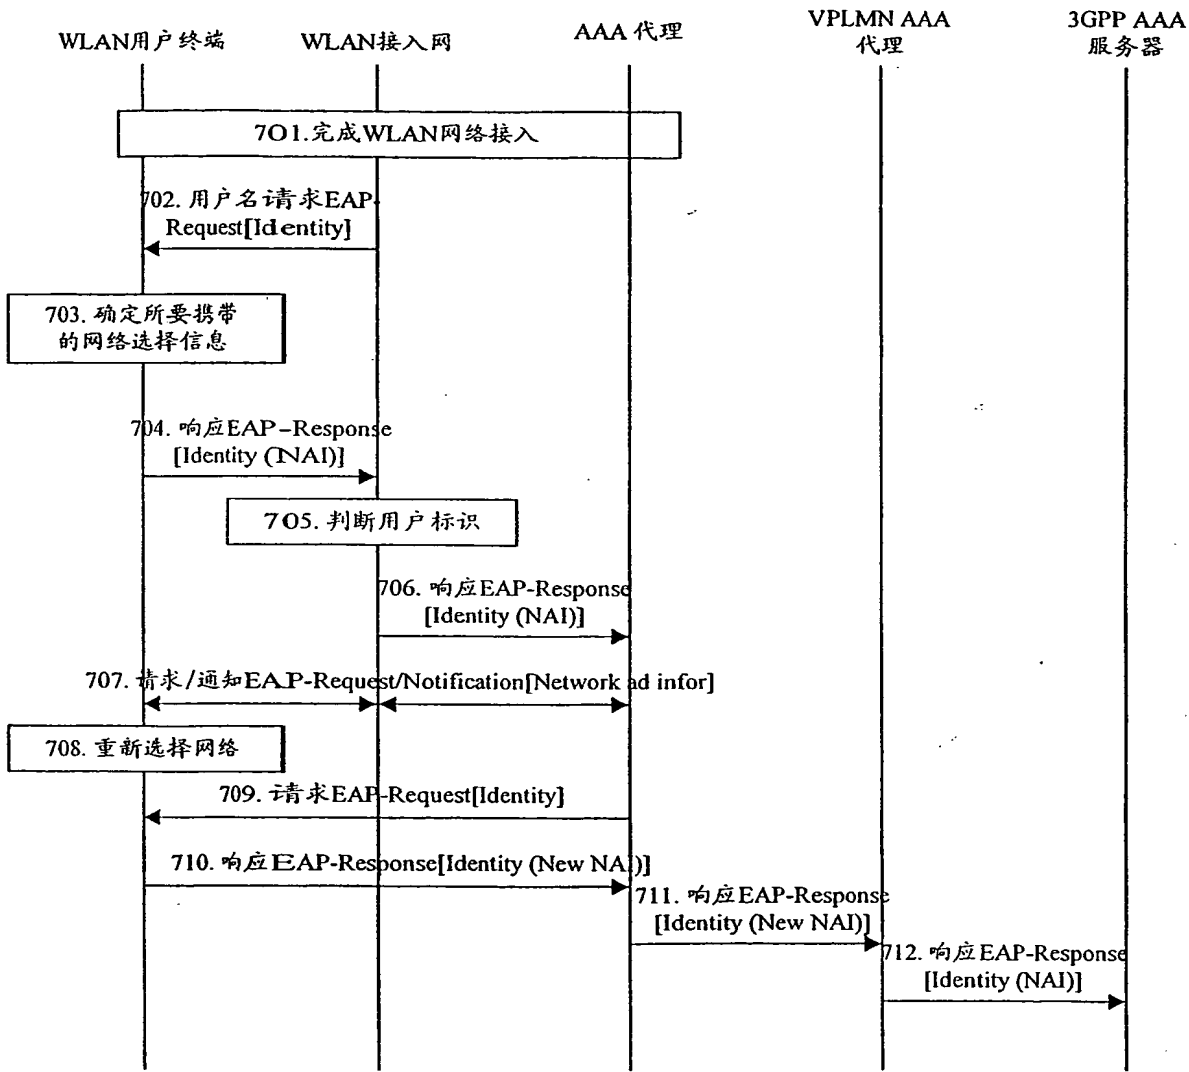 WLAN用户终端
WLAN接入网
AAA 代理
VPLMN AAA
代理
3GPP AAA
服务器
701.完成WLAN网络接入
702. 用户名请求EAP-
Request[Identity]
703. 确定所要携带
的网络选择信息
704. 响应EAP-Response
[Identity (NAI)]
705. 判断用户标识
706. 响应EAP-Response
[Identity (NAI)]
707. 请求/通知EAP-Request/Notification[Network ad infor]
708. 重新选择网络
709. 请求EAP-Request[Identity]
710. 响应EAP-Response[Identity (New NAI)]
711. 响应EAP-Response
[Identity (New NAI)]
712. 响应EAP-Response
[Identity (NAI)]